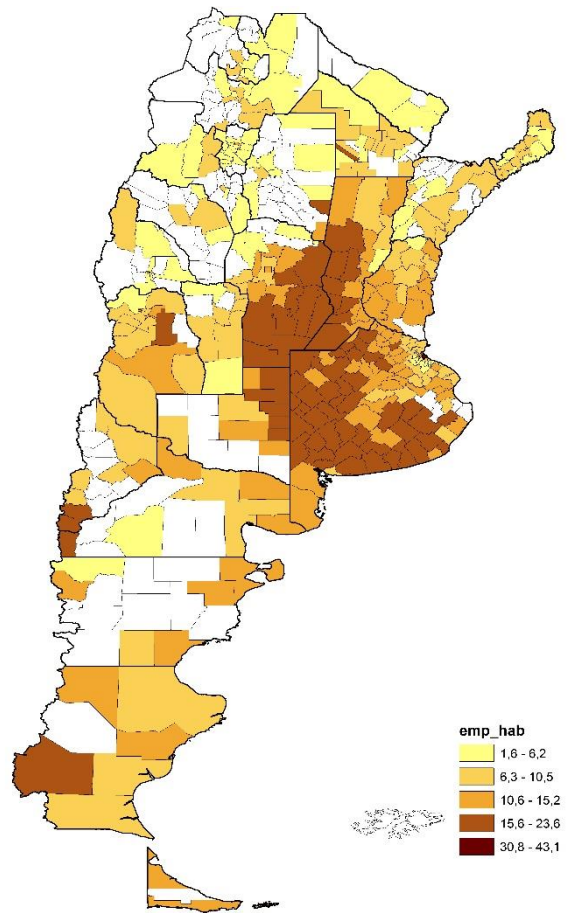 emp_hab
1,6 - 6,2
6,3 - 10,5
10,6 - 15,2
15,6 - 23,6
30,8 - 43,1